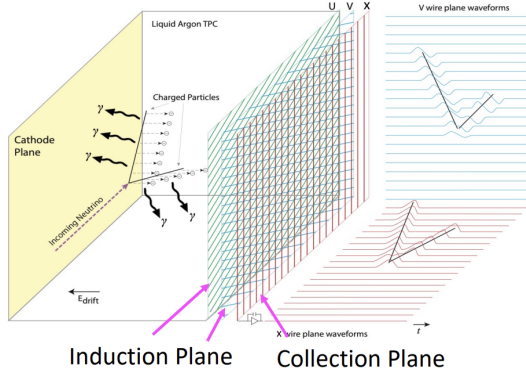 U V X
V wire plane waveforms
Liquid Argon TPC
γ
Charged Particles
γ
γ
Cathode
Plane
γ
γ
Incoming Neutrino
Edrift
X wire plane waveforms
t
Induction Plane
Collection Plane